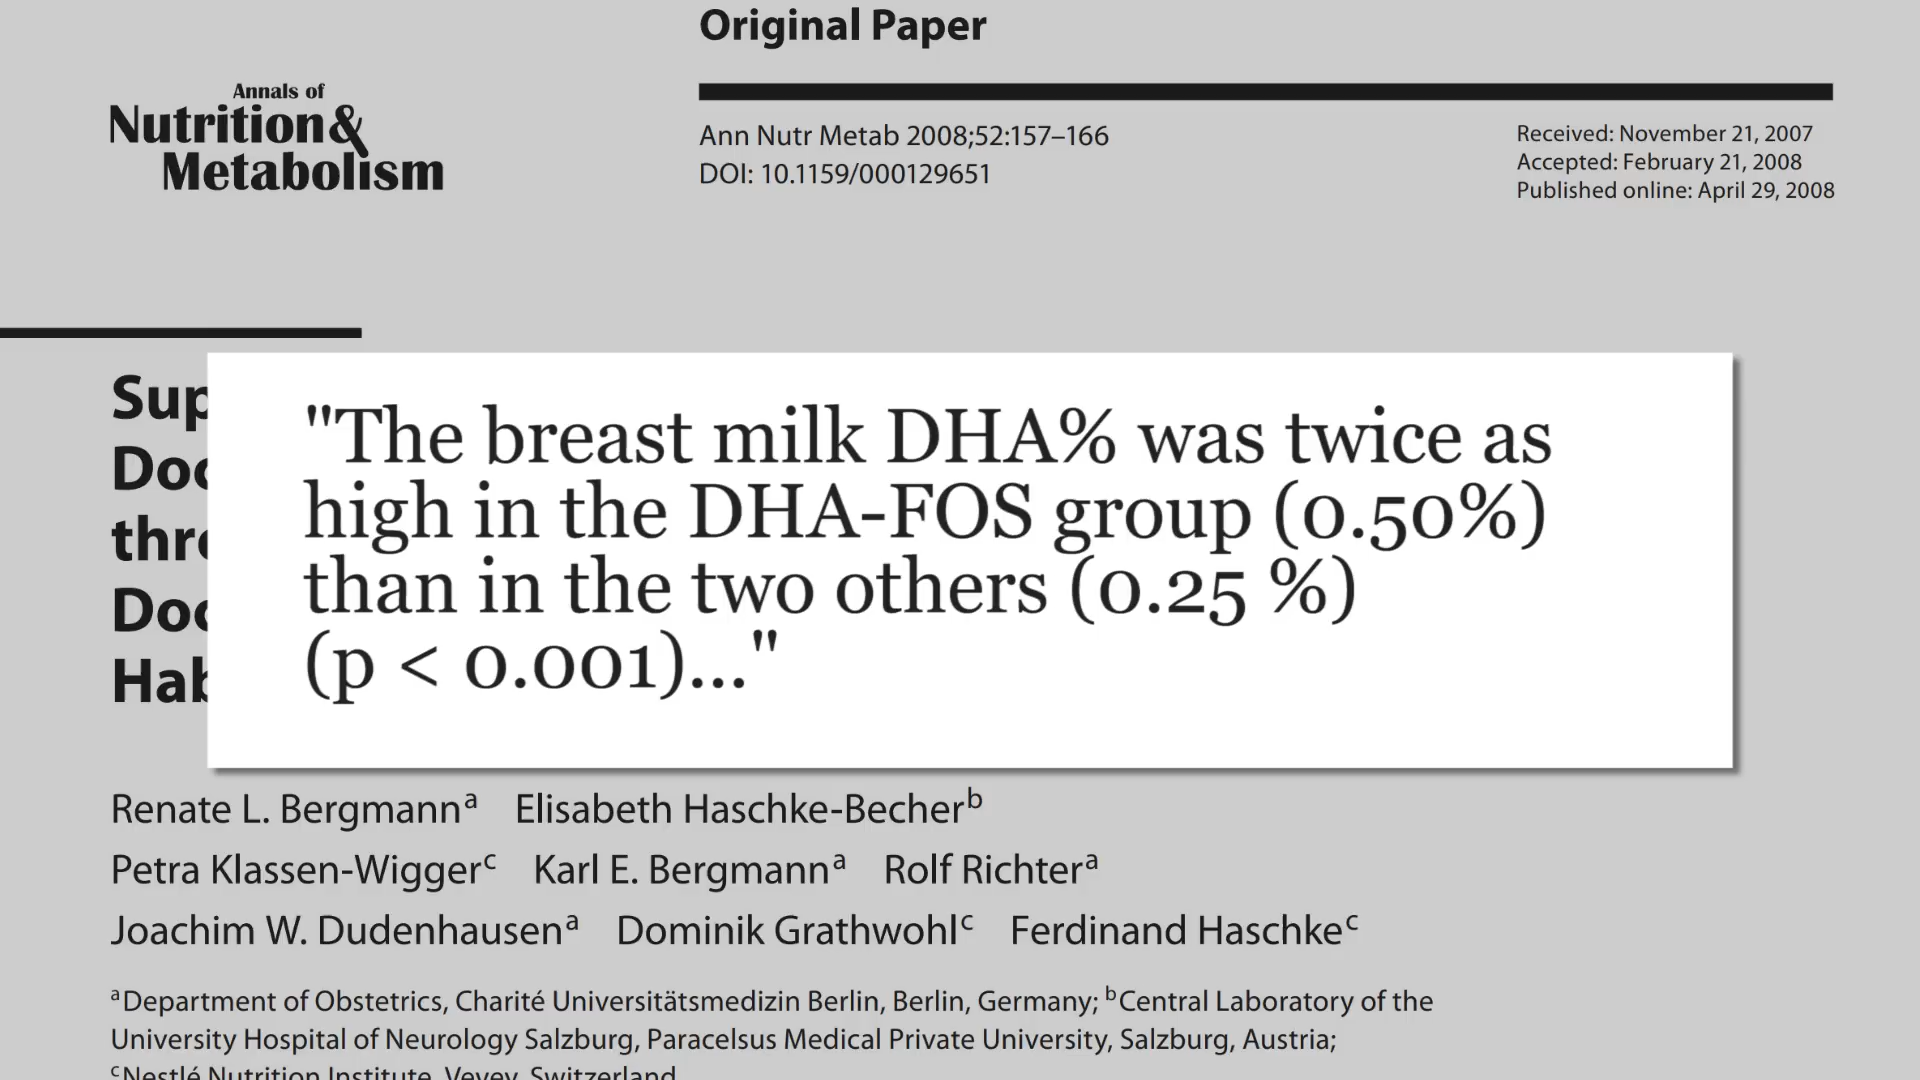 Original Paper
Annals of
Nutrition&
Metabolism
Ann Nutr Metab 2008;52:157–166
DOI: 10.1159/000129651
Received: November 21, 2007
Accepted: February 21, 2008
Published online: April 29, 2008
"The breast milk DHA% was twice as
high in the DHA-FOS group (0.50%)
than in the two others (0.25 %)
(p < 0.001)..."
Renate L. Bergmannᵃ Elisabeth Haschke-Becherᵇ
Petra Klassen-Wiggerᶜ Karl E. Bergmannᵃ Rolf Richterᵃ
Joachim W. Dudenhausenᵃ Dominik Grathwohlᶜ Ferdinand Haschkeᶜ
ᵃDepartment of Obstetrics, Charité Universitätsmedizin Berlin, Berlin, Germany; ᵇCentral Laboratory of the
University Hospital of Neurology Salzburg, Paracelsus Medical Private University, Salzburg, Austria;
ᶜNestlé Nutrition Institute, Vevey, Switzerland